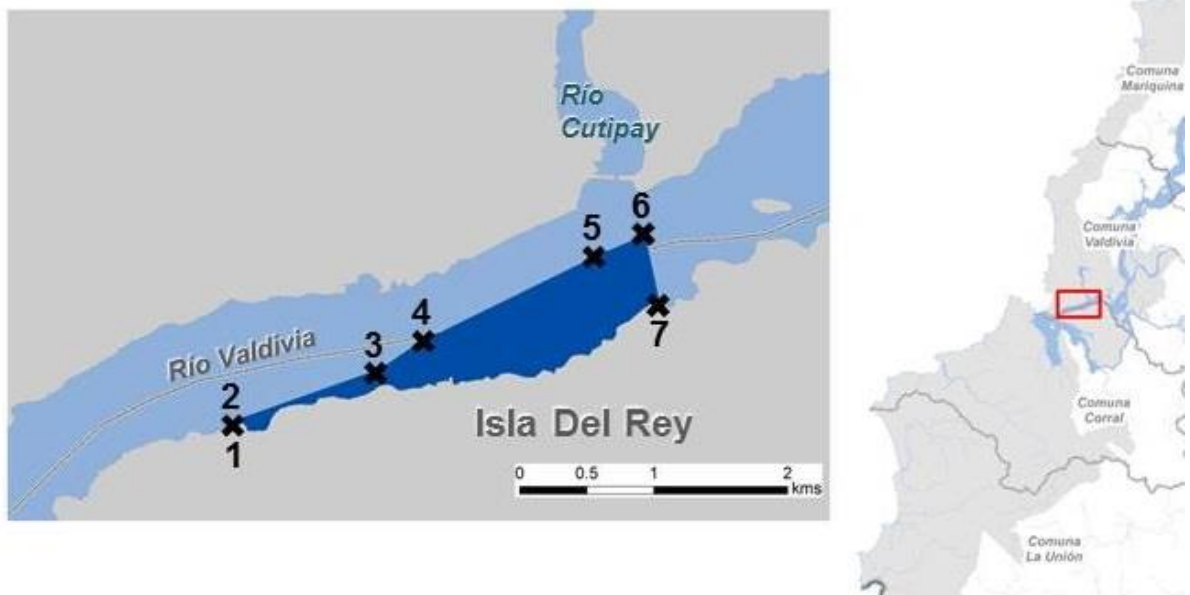 Río
Cutipay
6
5
4
3
Río Valdivia
2
1
7
Isla Del Rey
0 0.5 1 2
kms
Comuna
Mariquina
Comuna
Valdivia
Comuna
Corral
Comuna
La Unión